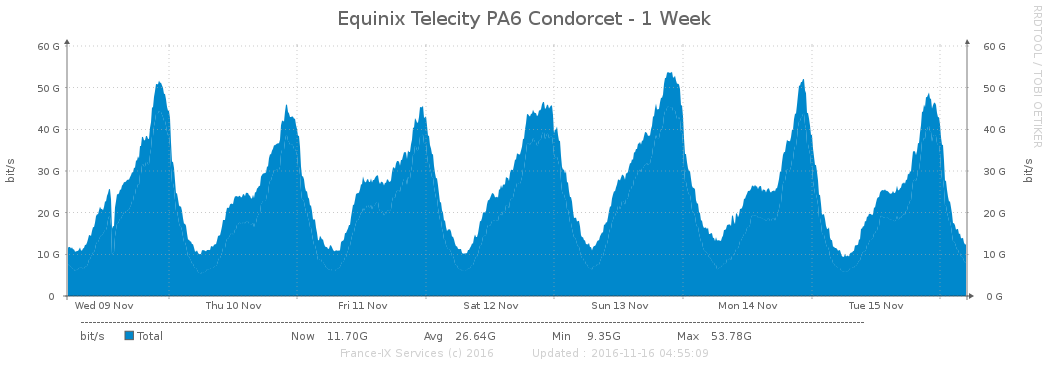 Equinix Telecity PA6 Condorcet - 1 Week
RRDTOOL / TOBI OETIKER
bit/s
bit/s
60 G
60 G
50 G
50 G
40 G
40 G
30 G
30 G
20 G
20 G
10 G
10 G
0
0 G
Wed 09 Nov Thu 10 Nov Fri 11 Nov Sat 12 Nov Sun 13 Nov Mon 14 Nov Tue 15 Nov
bit/s Total Now 11.70G Avg 26.64G Min 9.35G Max 53.78G
France-IX Services (c) 2016 Updated : 2016-11-16 04:55:09